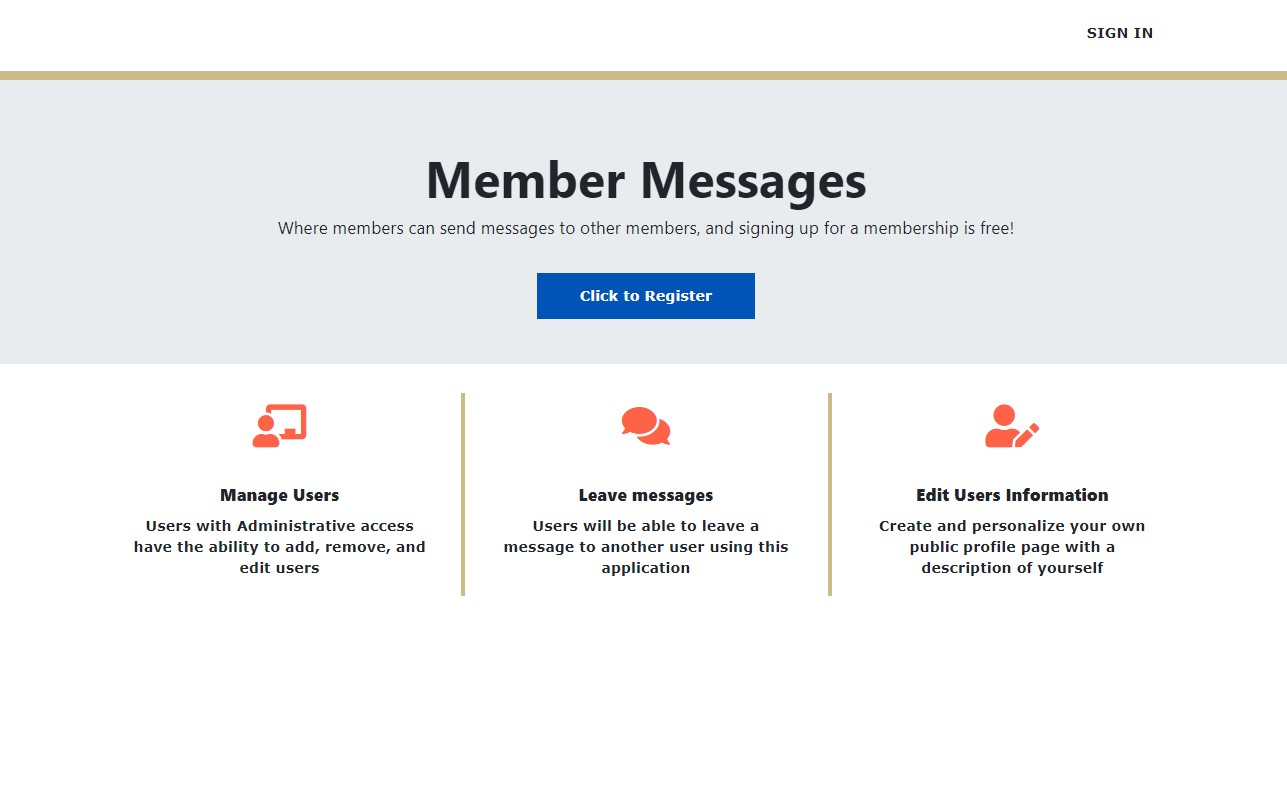 SIGN IN
Member Messages
Where members can send messages to other members, and signing up for a membership is free!
Click to Register
Manage Users
Users with Administrative access
have the ability to add, remove, and
edit users
Leave messages
Users will be able to leave a
message to another user using this
application
Edit Users Information
Create and personalize your own
public profile page with a
description of yourself